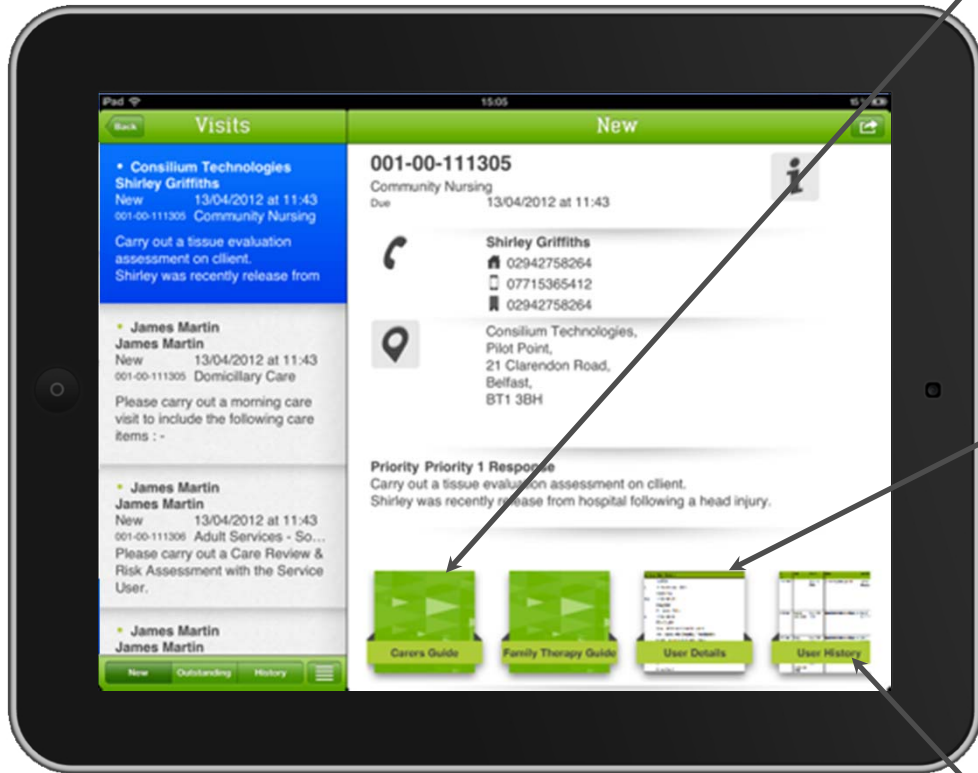 iPad
15:05
Back
Visits
New
• Consilium Technologies
Shirley Griffiths
New 13/04/2012 at 11:43
001-00-111305 Community Nursing
Carry out a tissue evaluation
assessment on cllient.
Shirley was recently release from
• James Martin
James Martin
New 13/04/2012 at 11:43
001-00-111305 Domicillary Care
Please carry out a morning care
visit to include the following care
items : -
• James Martin
James Martin
New 13/04/2012 at 11:43
001-00-111306 Adult Services - So...
Please carry out a Care Review &
Risk Assessment with the Service
User.
• James Martin
James Martin
New Outstanding History
001-00-111305
Community Nursing
Due 13/04/2012 at 11:43
Shirley Griffiths
02942758264
07715365412
02942758264
Consilium Technologies,
Pilot Point,
21 Clarendon Road,
Belfast,
BT1 3BH
Priority Priority 1 Response
Carry out a tissue evaluation assessment on cllient.
Shirley was recently release from hospital following a head injury.
Carers Guide
Family Therapy Guide
User Details
User History